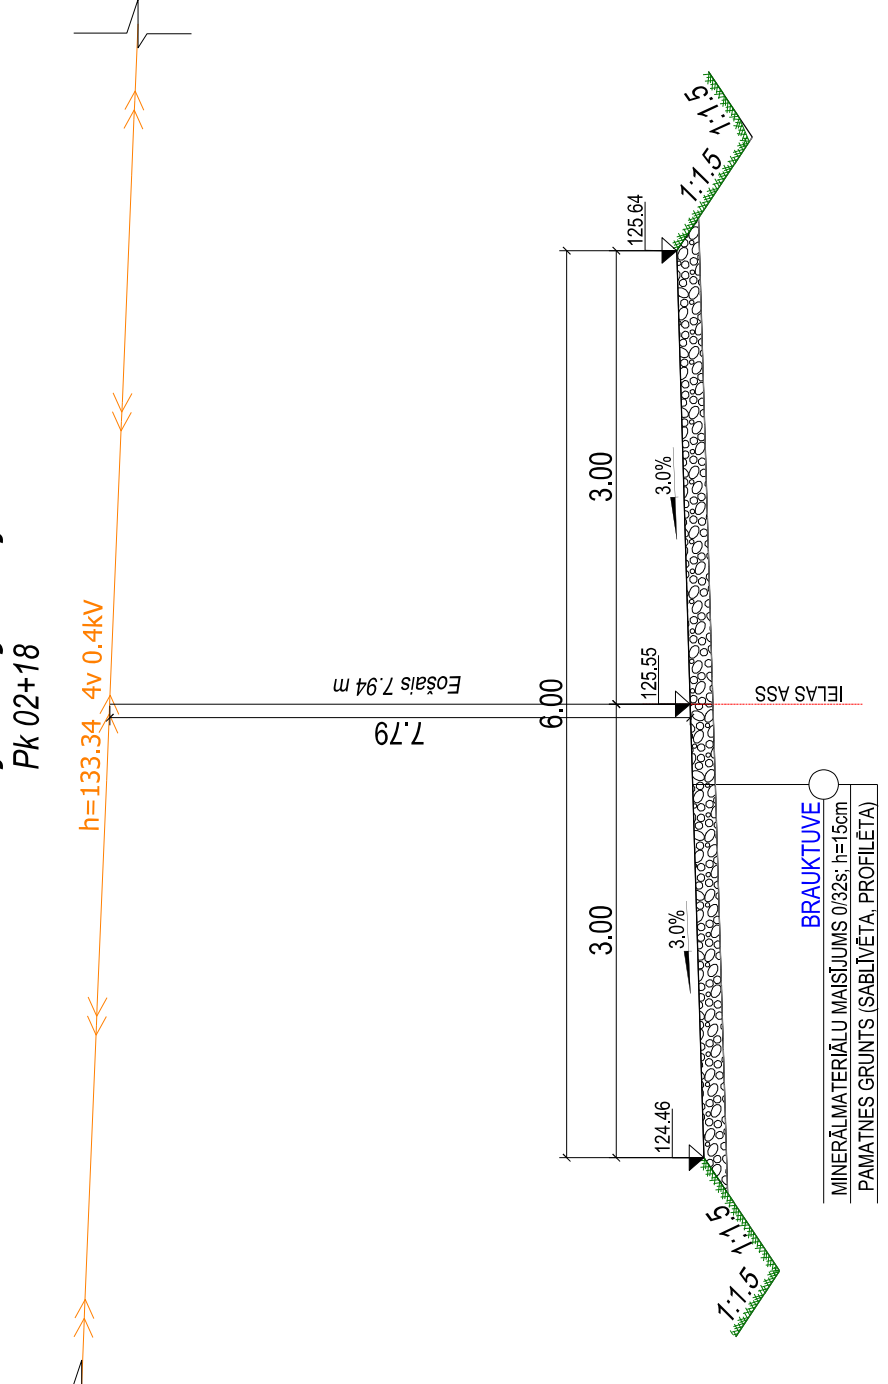 Pk 02+18
h=133.34 4v 0.4kV
Eošais 7.94 m
7.79
6.00
3.00
3.00
124.46
125.55
125.64
3.0%
3.0%
1:1.5
1:1.5
1:1.5
1:1.5
IELAS ASS
BRAUKTUVE
MINERĀLMATERIĀLU MAISĪJUMS 0/32s; h=15cm
PAMATNES GRUNTS (SABLĪVĒTA, PROFILĒTA)